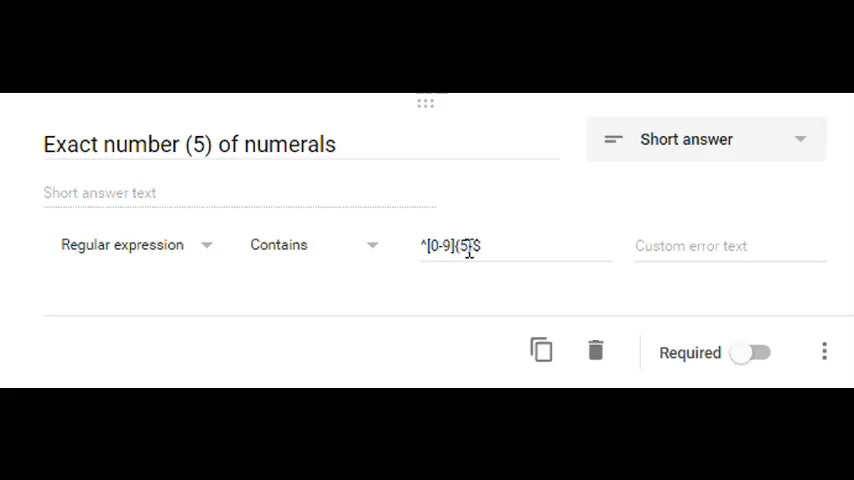 Exact number (5) of numerals
Short answer
Short answer text
Regular expression
Contains
^[0-9]{5}$
Custom error text
Required